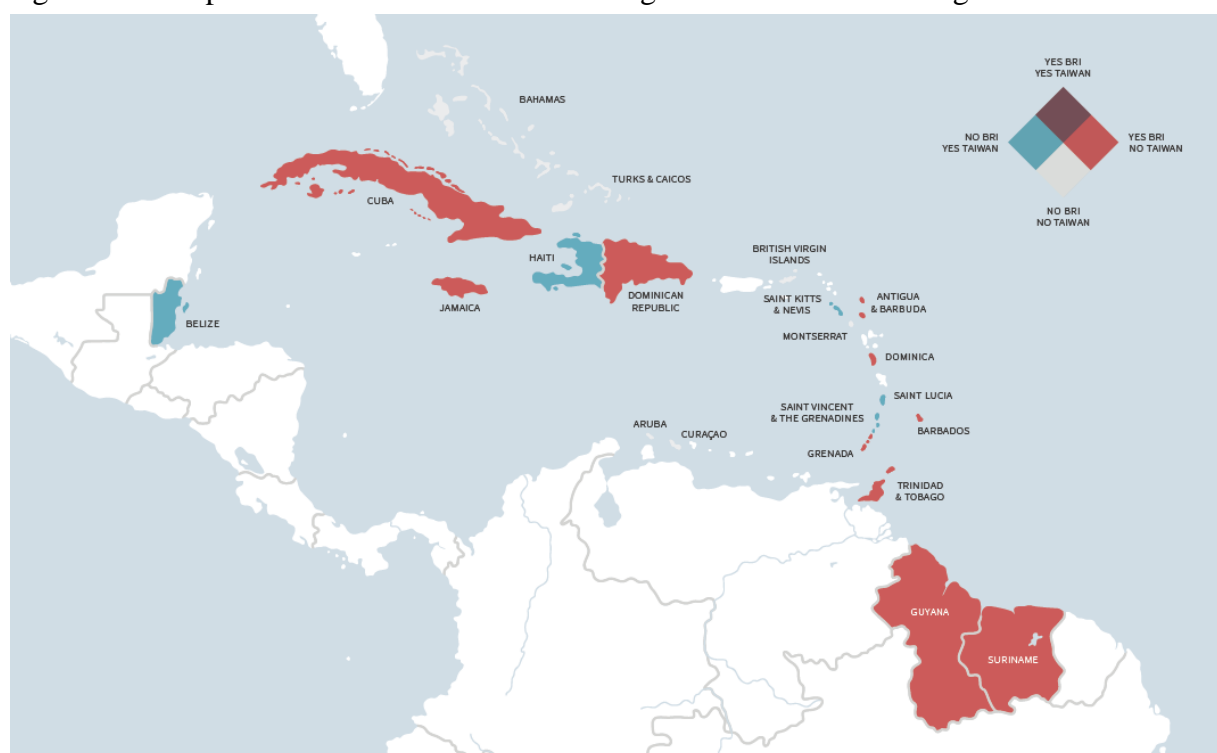 YES BRI
YES TAIWAN
NO BRI
YES TAIWAN
YES BRI
NO TAIWAN
NO BRI
NO TAIWAN
BAHAMAS
TURKS & CAICOS
CUBA
HAITI
BRITISH VIRGIN
ISLANDS
JAMAICA
DOMINICAN
REPUBLIC
SAINT KITTS
& NEVIS
ANTIGUA
& BARBUDA
BELIZE
MONTSERRAT
DOMINICA
SAINT LUCIA
SAINT VINCENT
& THE GRENADINES
BARBADOS
ARUBA
CURAÇAO
GRENADA
TRINIDAD
& TOBAGO
GUYANA
SURINAME